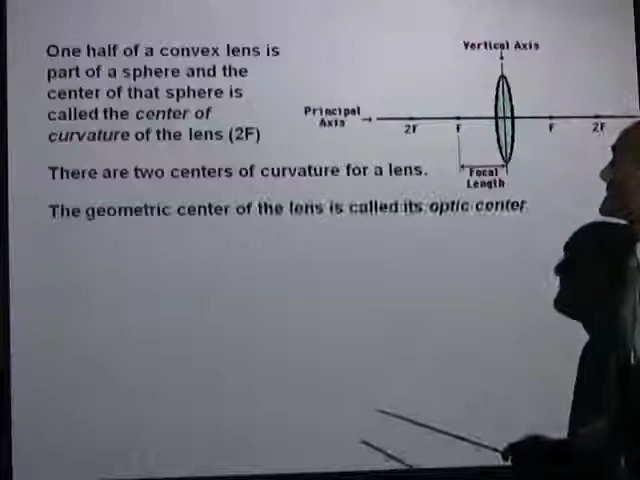 One half of a convex lens is
part of a sphere and the
center of that sphere is
called the center of
curvature of the lens (2F)
There are two centers of curvature for a lens.
The geometric center of the lens is called its optic center
Vertical Axis
Principal
Axis
2F F F 2F
Focal
Length